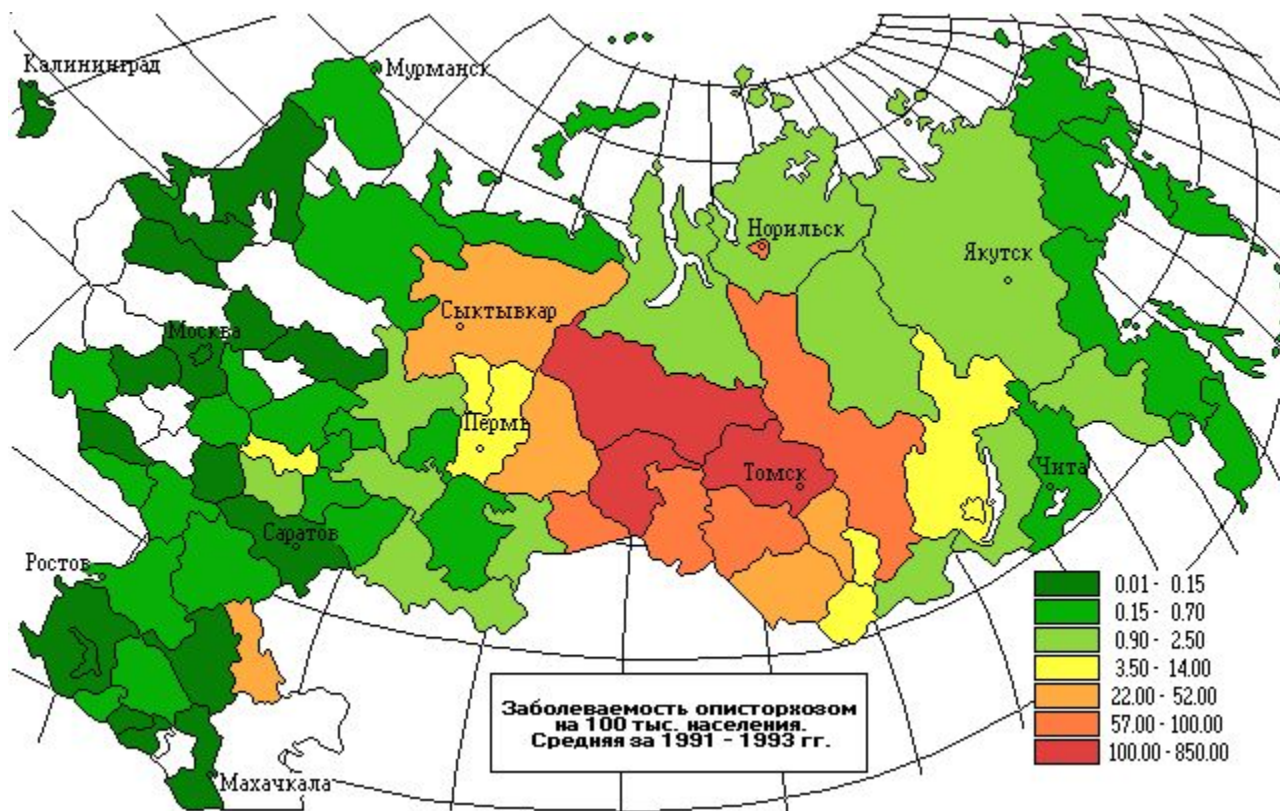 Калининград
Мурманск
Норильск
Якутск
Сыктывкар
Москва
Пермь
Томск
Чита
Саратов
Ростов
Махачкала
0.01 - 0.15
0.15 - 0.70
0.90 - 2.50
3.50 - 14.00
22.00 - 52.00
57.00 - 100.00
100.00 - 850.00
Заболеваемость описторхозом
на 100 тыс. населения.
Средняя за 1991 - 1993 гг.